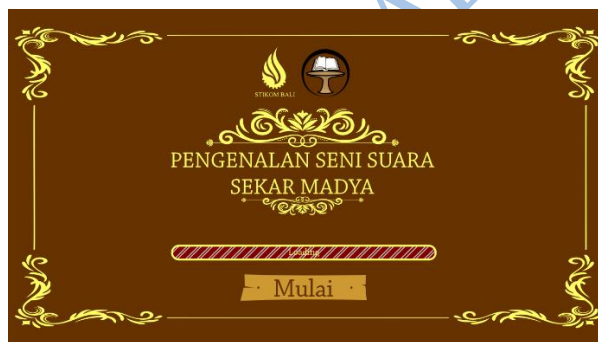 STIKOM BALI
PENGENALAN SENI SUARA
SEKAR MADYA
Loading
Mulai